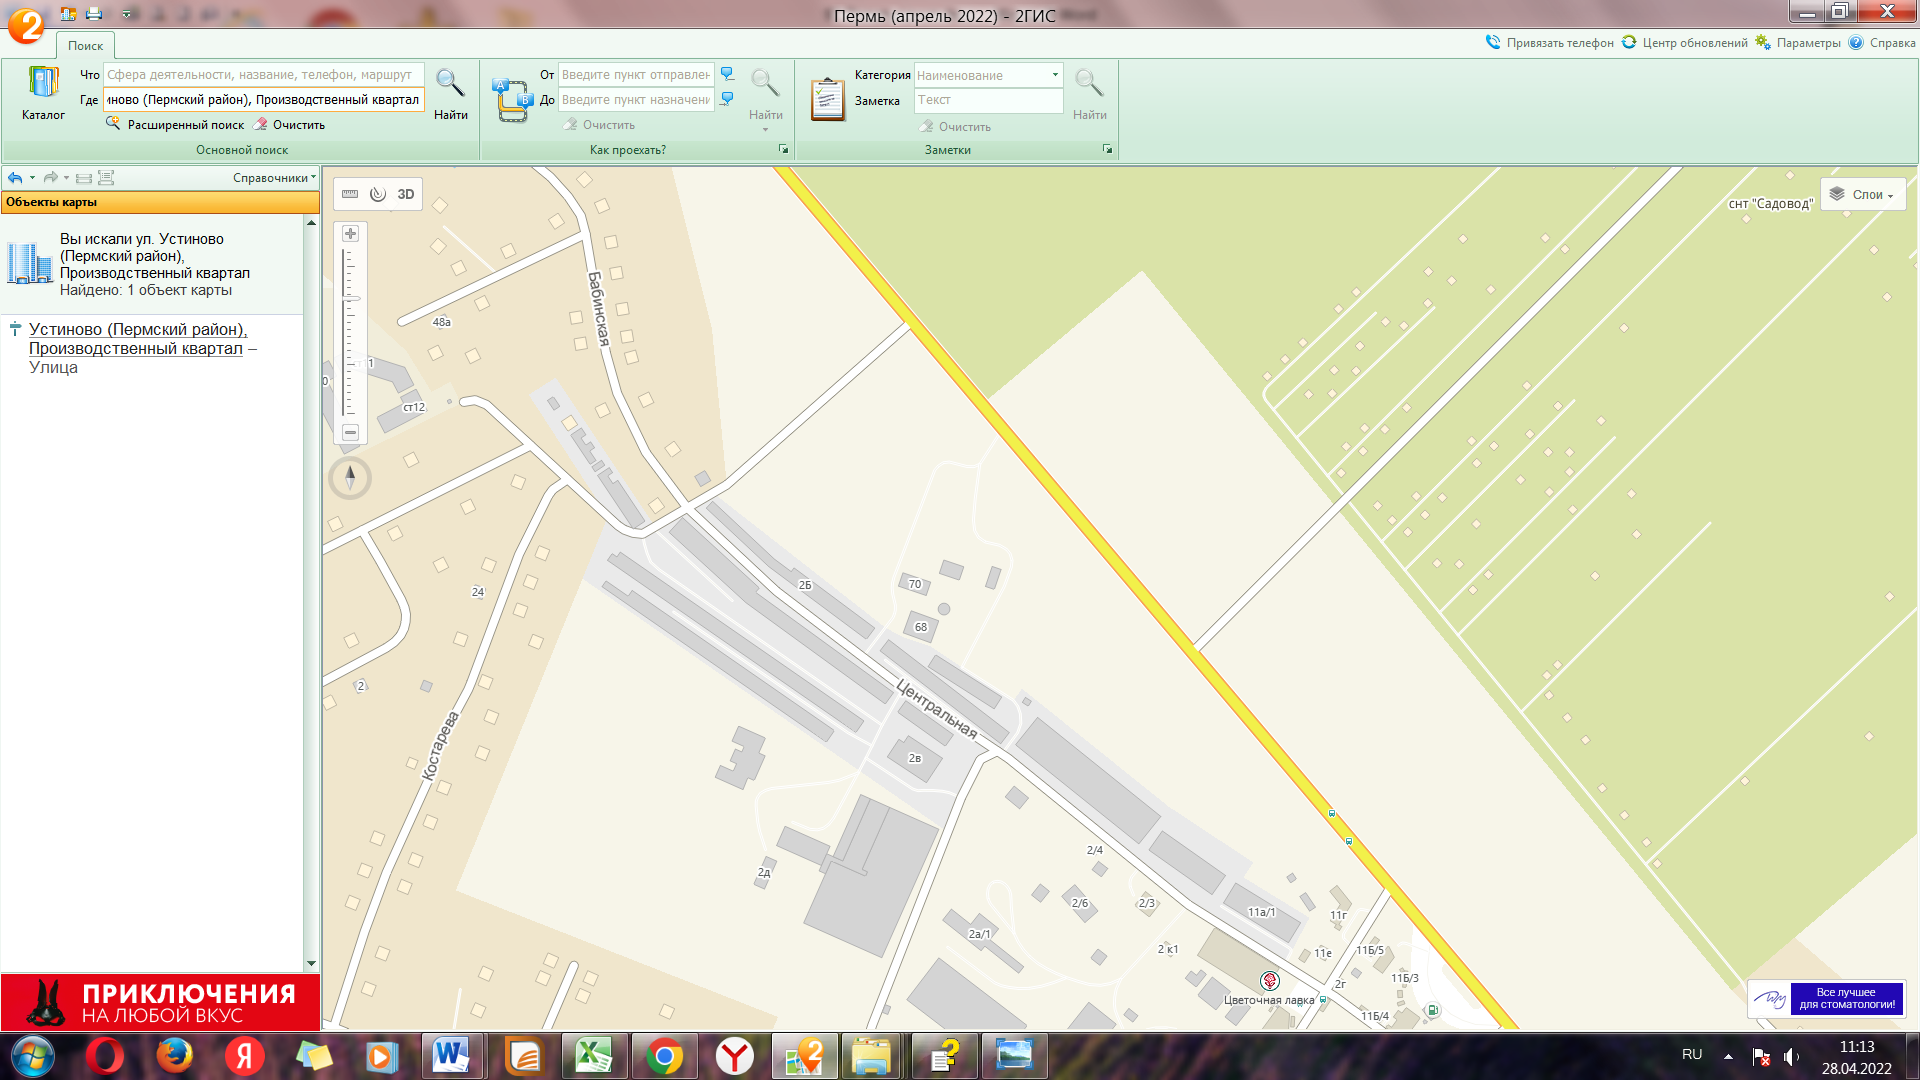 Пермь (апрель 2022) - 2ГИС
Поиск
Привязать телефон
Центр обновлений
Параметры
Справка
Каталог
Что
Сфера деятельности, название, телефон, маршрут
Где
иново (Пермский район), Производственный квартал
Расширенный поиск
Очистить
Найти
Основной поиск
От
Введите пункт отправлен
До
Введите пункт назначени
Очистить
Найти
Как проехать?
Категория
Наименование
Заметка
Текст
Очистить
Найти
Заметки
Справочники
Объекты карты
Вы искали ул. Устиново
(Пермский район),
Производственный квартал
Найдено: 1 объект карты
Устиново (Пермский район),
Производственный квартал –
Улица
ПРИКЛЮЧЕНИЯ
НА ЛЮБОЙ ВКУС
3D
Слои
снт "Садовод"
Бабинская
48а
ст12
24
2
Костарева
2Б
70
68
Центральная
2в
2д
2/4
2/6
2/3
2а/1
2 к1
11а/1
11г
11е
11Б/5
11Б/3
2г
11Б/4
Цветочная лавка
Все лучшее
для стоматологии!
RU
11:13
28.04.2022